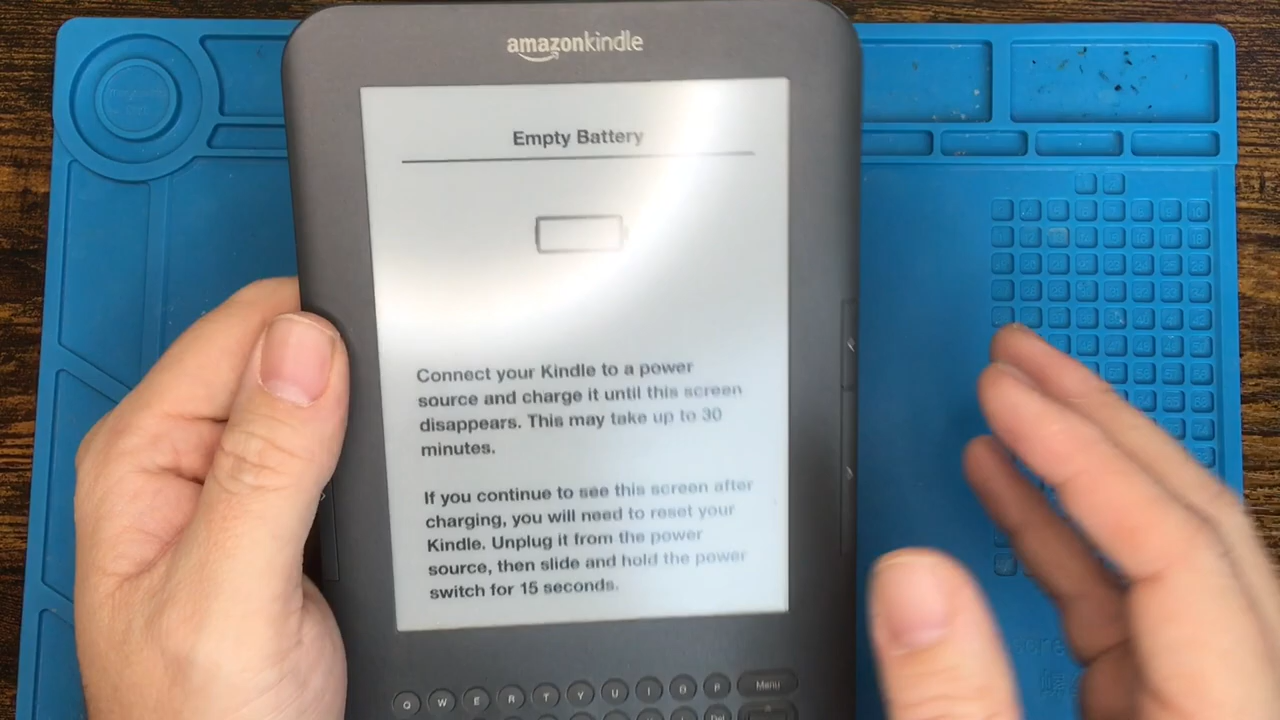 amazonkindle
Empty Battery
Connect your Kindle to a power
source and charge it until this screen
disappears. This may take up to 30
minutes.
If you continue to see this screen after
charging, you will need to reset your
Kindle. Unplug it from the power
source, then slide and hold the power
switch for 15 seconds.
Q W E R T Y U I O P Menu
Del